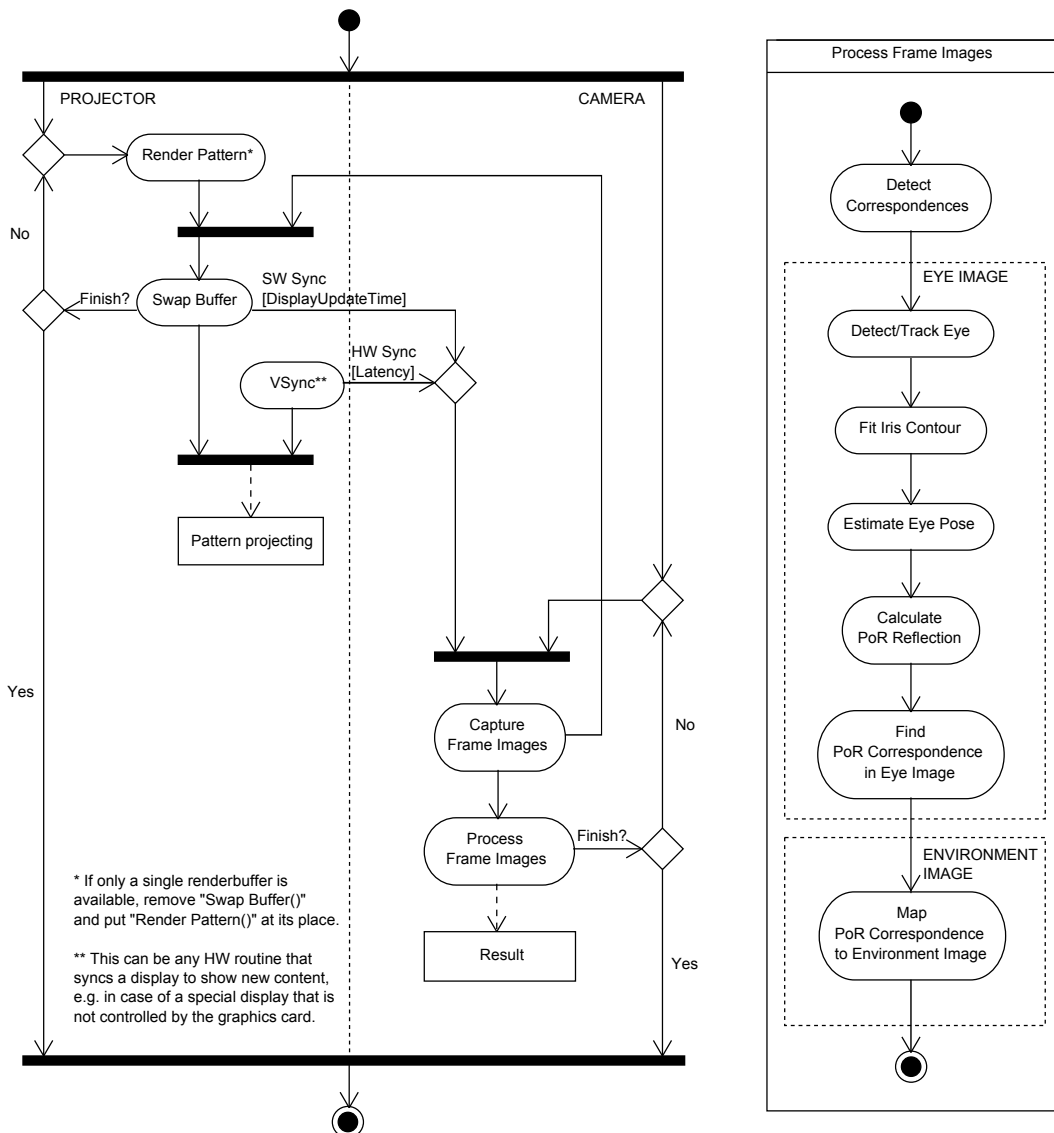 PROJECTOR
CAMERA
Render Pattern*
No
SW Sync
[DisplayUpdateTime]
Finish?
Swap Buffer
HW Sync
[Latency]
VSync**
Pattern projecting
Yes
Capture
Frame Images
No
Process
Frame Images
Finish?
Result
Yes
* If only a single renderbuffer is
available, remove "Swap Buffer()"
and put "Render Pattern()" at its place.
** This can be any HW routine that
syncs a display to show new content,
e.g. in case of a special display that is
not controlled by the graphics card.
Process Frame Images
Detect
Correspondences
EYE IMAGE
Detect/Track Eye
Fit Iris Contour
Estimate Eye Pose
Calculate
PoR Reflection
Find
PoR Correspondence
in Eye Image
ENVIRONMENT
IMAGE
Map
PoR Correspondence
to Environment Image